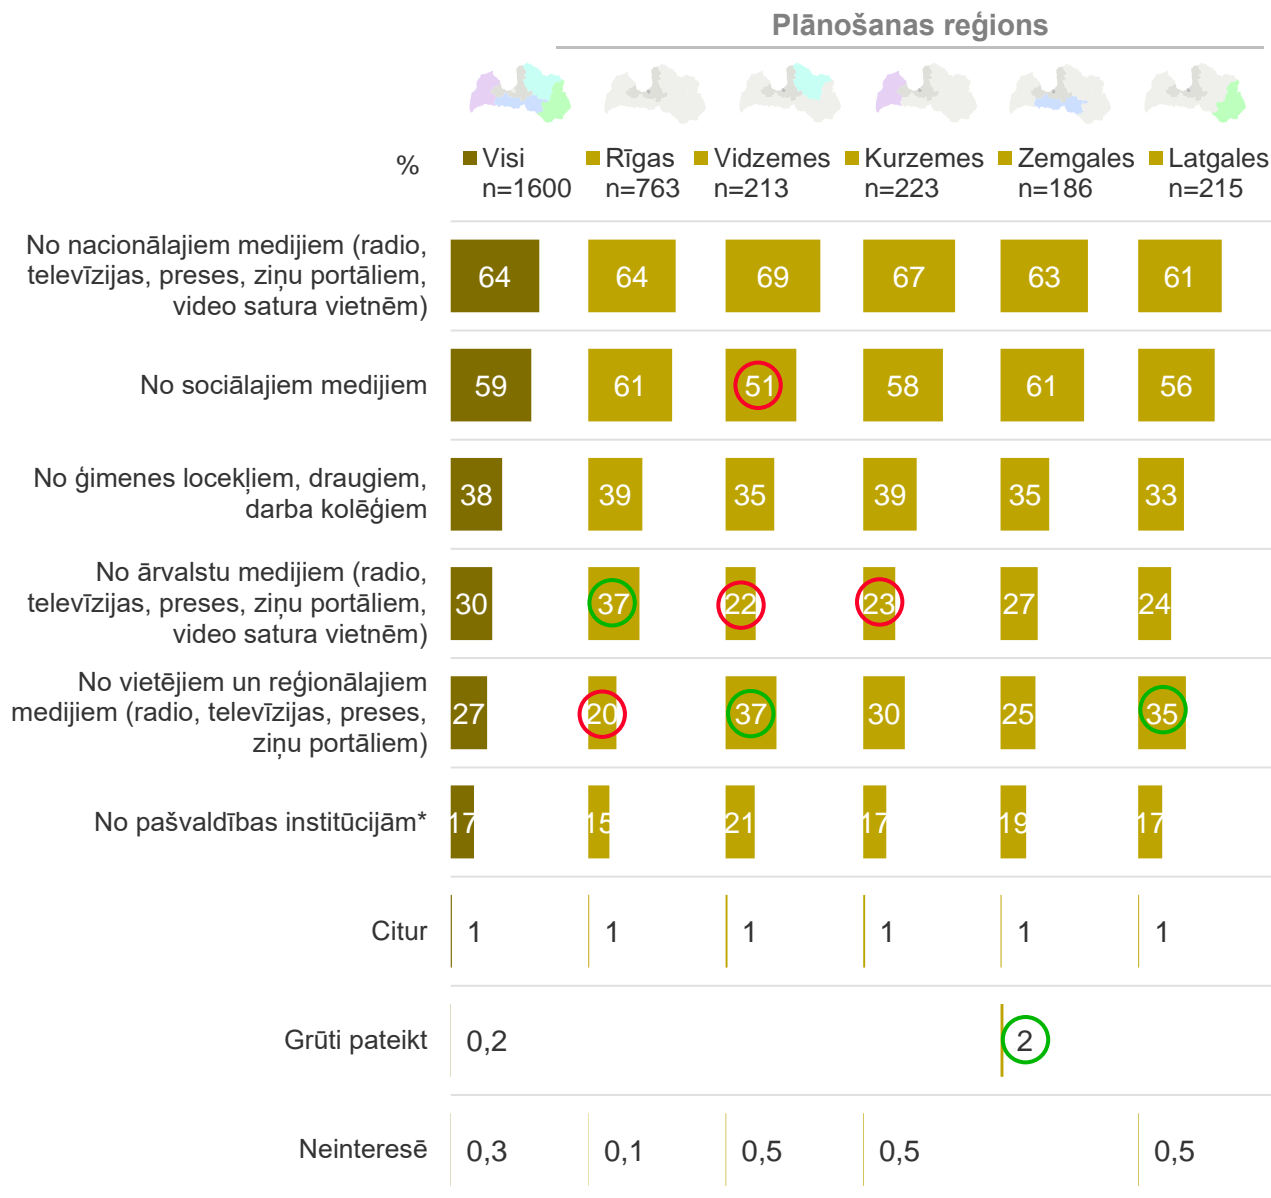 Plānošanas reģions
%
Visi
n=1600
Rīgas
n=763
Vidzemes
n=213
Kurzemes
n=223
Zemgales
n=186
Latgales
n=215
No nacionālajiem medijiem (radio,
televīzijas, preses, ziņu portāliem,
video satura vietnēm)
64 64 69 67 63 61
No sociālajiem medijiem
59 61 51 58 61 56
No ģimenes locekļiem, draugiem,
darba kolēģiem
38 39 35 39 35 33
No ārvalstu medijiem (radio,
televīzijas, preses, ziņu portāliem,
video satura vietnēm)
30 37 22 23 27 24
No vietējiem un reģionālajiem
medijiem (radio, televīzijas, preses,
ziņu portāliem)
27 20 37 30 25 35
No pašvaldības institūcijām*
17 15 21 17 19 17
Citur
1 1 1 1 1 1
Grūti pateikt
0,2 2
Neinteresē
0,3 0,1 0,5 0,5 0,5